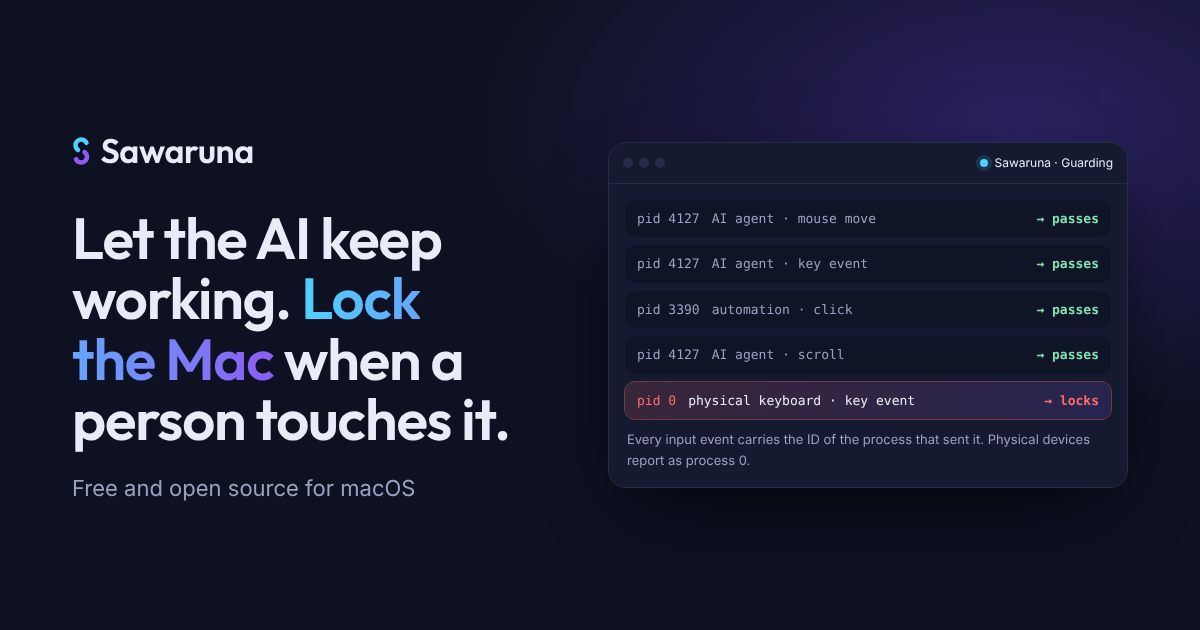 Sawaruna
Let the AI keep
working. Lock
the Mac when a
person touches it.
Free and open source for macOS
Sawaruna · Guarding
pid 4127 AI agent · mouse move → passes
pid 4127 AI agent · key event → passes
pid 3390 automation · click → passes
pid 4127 AI agent · scroll → passes
pid 0 physical keyboard · key event → locks
Every input event carries the ID of the process that sent it. Physical devices
report as process 0.